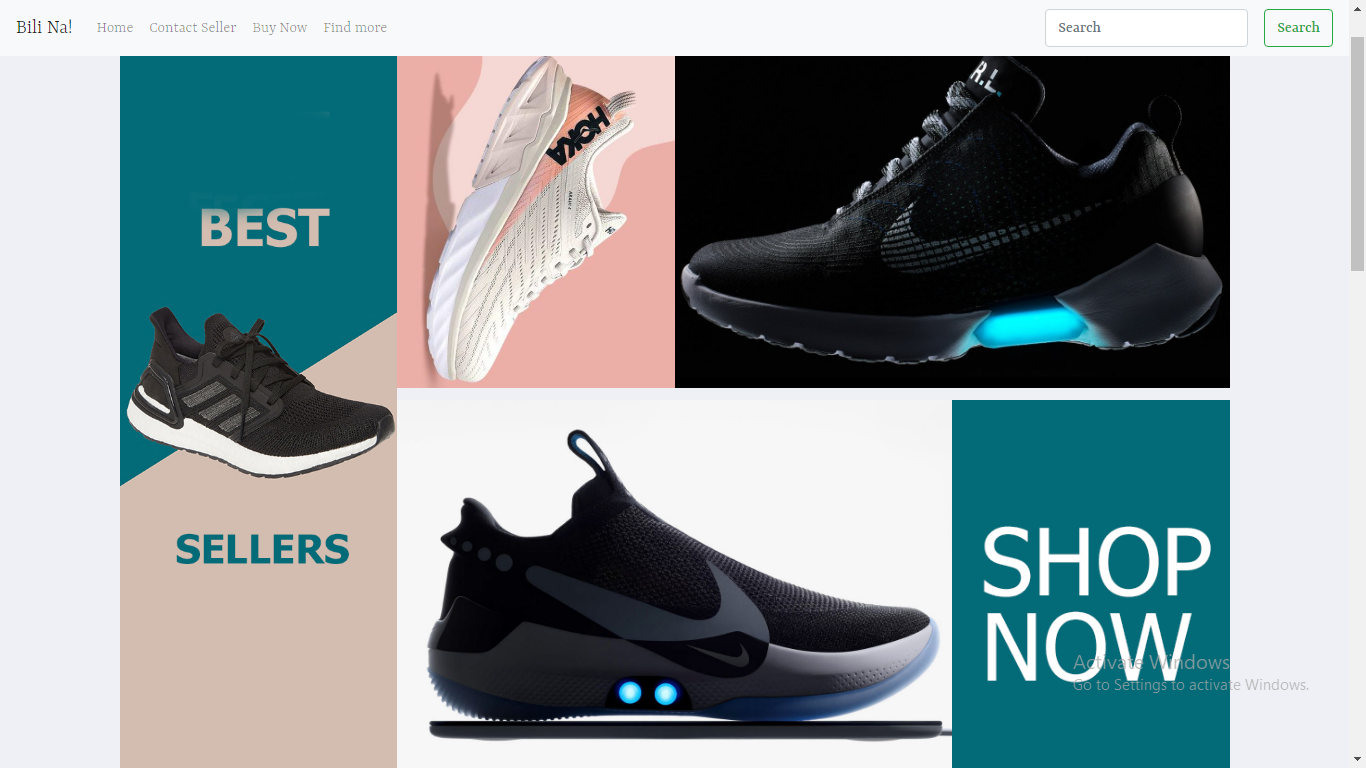 Bili Na!
Home
Contact Seller
Buy Now
Find more
Search
Search
BEST
SELLERS
HOKA
R.L.
SHOP
NOW
Activate Windows
Go to Settings to activate Windows.